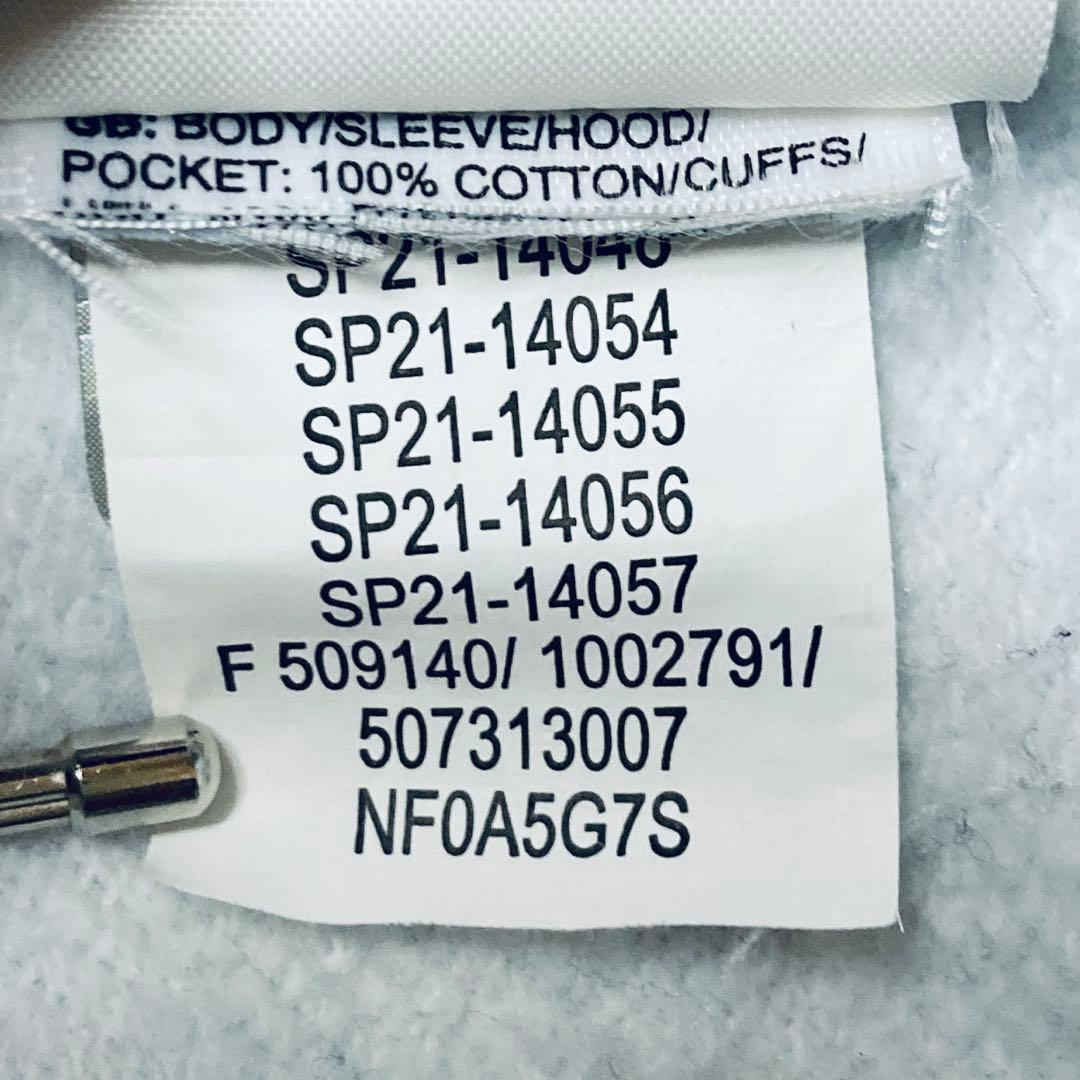 GB: BODY/SLEEVE/HOOD/
POCKET: 100% COTTON/CUFFS/
SP21-14054
SP21-14055
SP21-14056
SP21-14057
F 509140/ 1002791/
507313007
NF0A5G7S